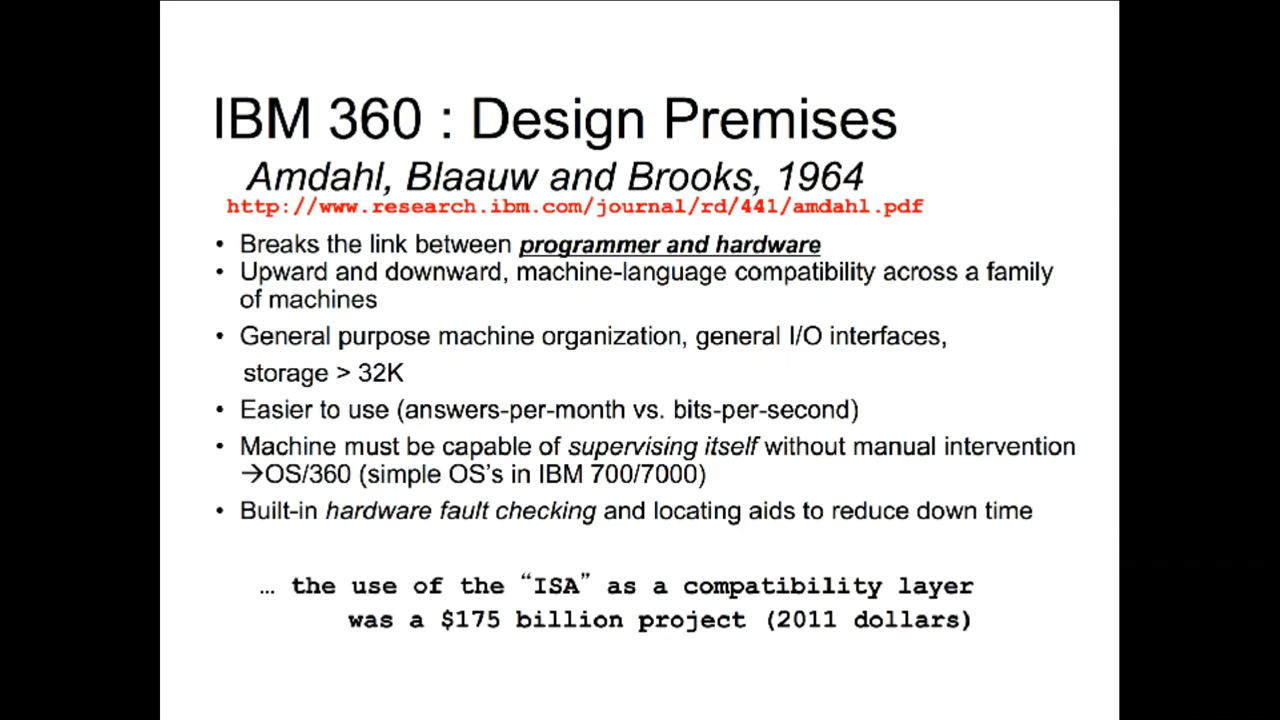 IBM 360 : Design Premises
Amdahl, Blaauw and Brooks, 1964
http://www.research.ibm.com/journal/rd/441/amdahl.pdf
• Breaks the link between programmer and hardware
• Upward and downward, machine-language compatibility across a family
of machines
• General purpose machine organization, general I/O interfaces,
storage > 32K
• Easier to use (answers-per-month vs. bits-per-second)
• Machine must be capable of supervising itself without manual intervention
→OS/360 (simple OS's in IBM 700/7000)
• Built-in hardware fault checking and locating aids to reduce down time
… the use of the “ISA” as a compatibility layer
was a $175 billion project (2011 dollars)